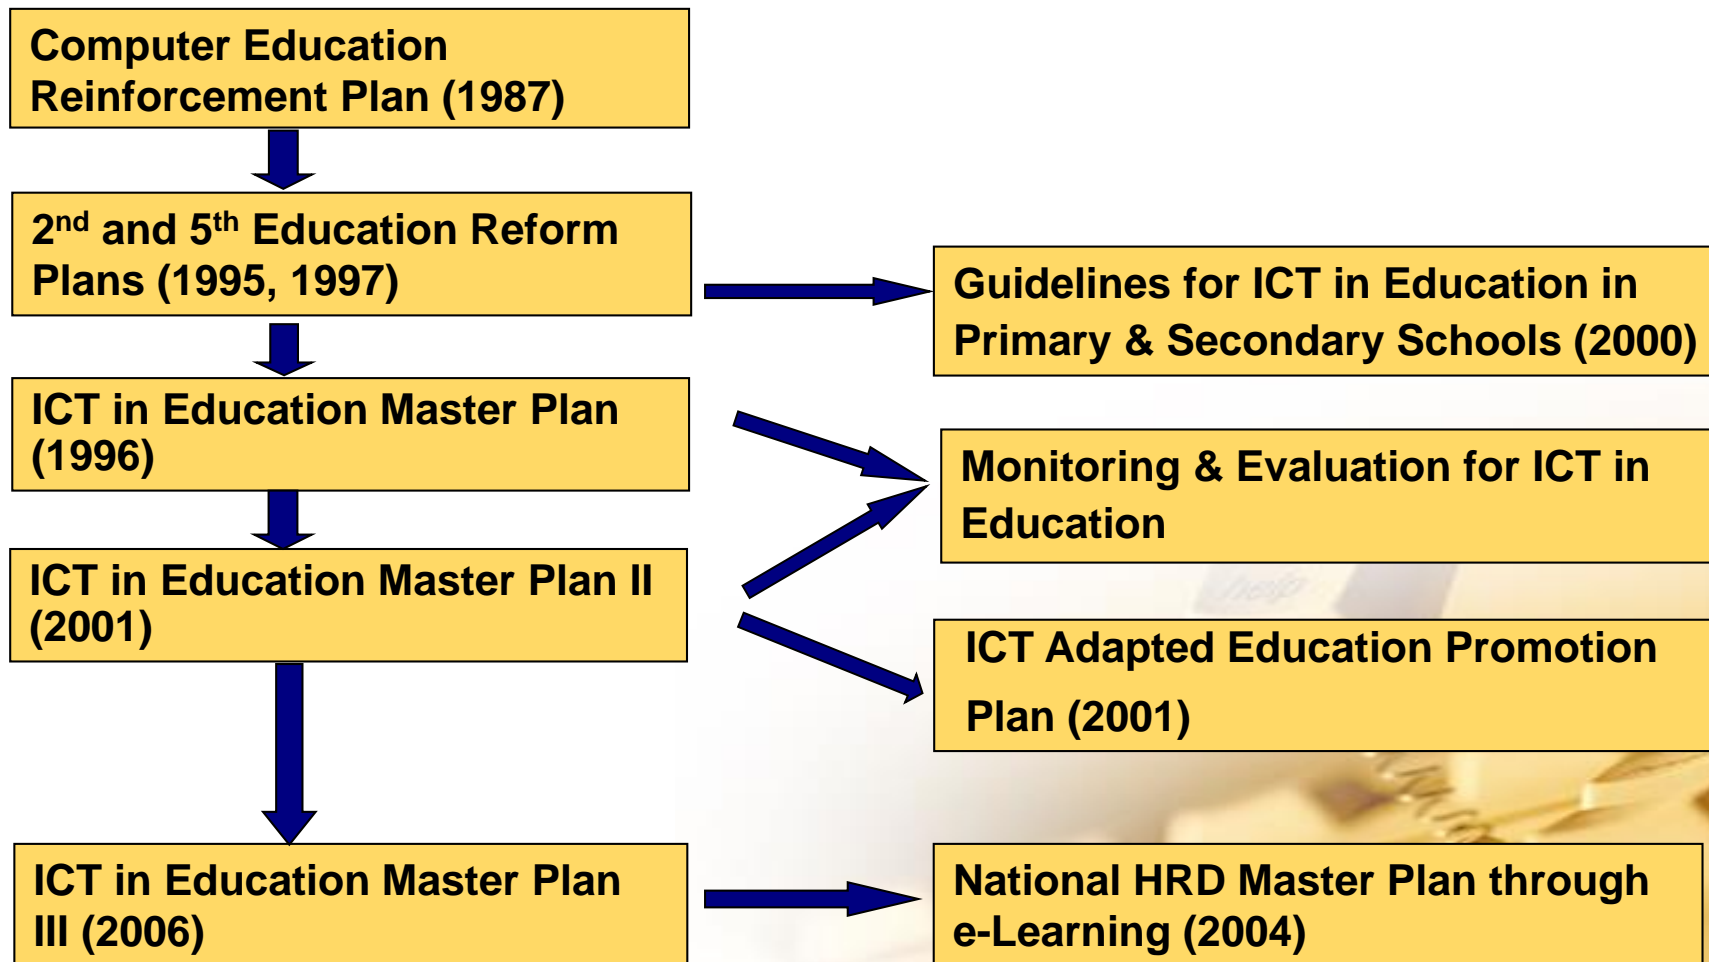 Computer Education
Reinforcement Plan (1987)
2nd and 5th Education Reform
Plans (1995, 1997)
Guidelines for ICT in Education in
Primary & Secondary Schools (2000)
ICT in Education Master Plan
(1996)
Monitoring & Evaluation for ICT in
Education
ICT in Education Master Plan II
(2001)
ICT Adapted Education Promotion
Plan (2001)
ICT in Education Master Plan
III (2006)
National HRD Master Plan through
e-Learning (2004)
help